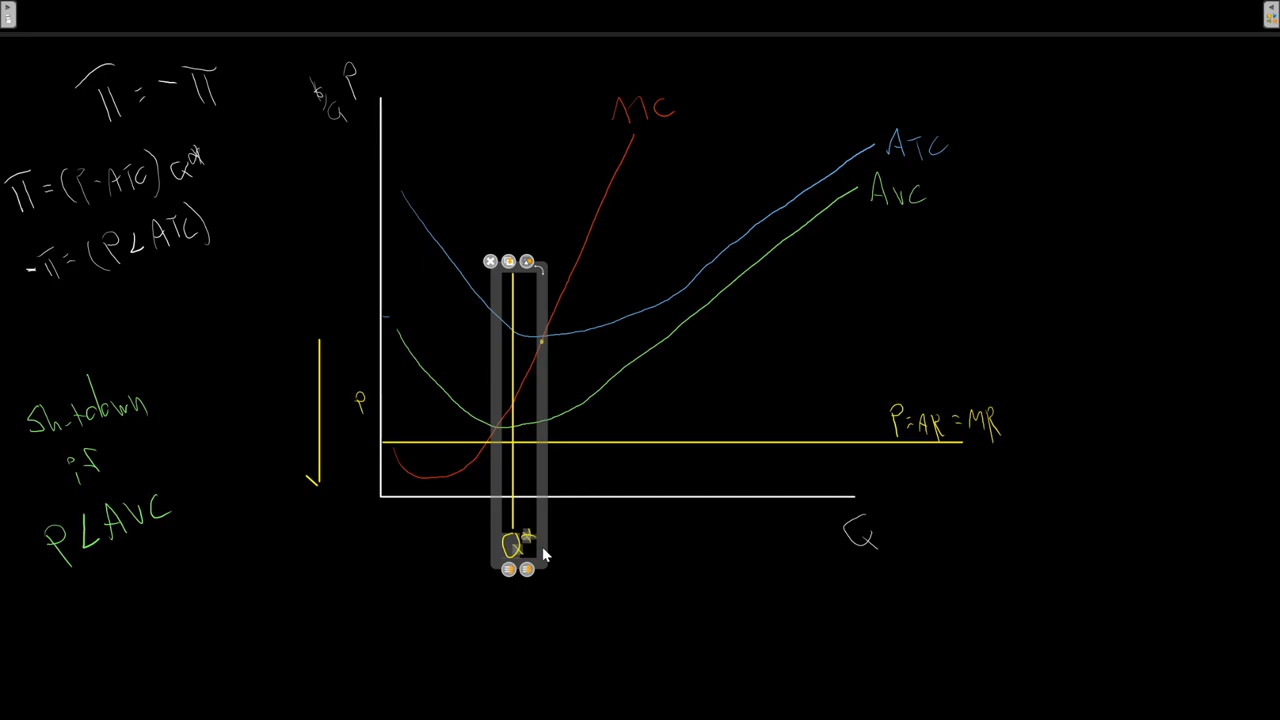 π = -π
π = (P-ATC) Q*
-π = (P < ATC)
Shutdown
if
P < AVC
P
MC
ATC
AVC
P
P=AR=MR
Q*
Q